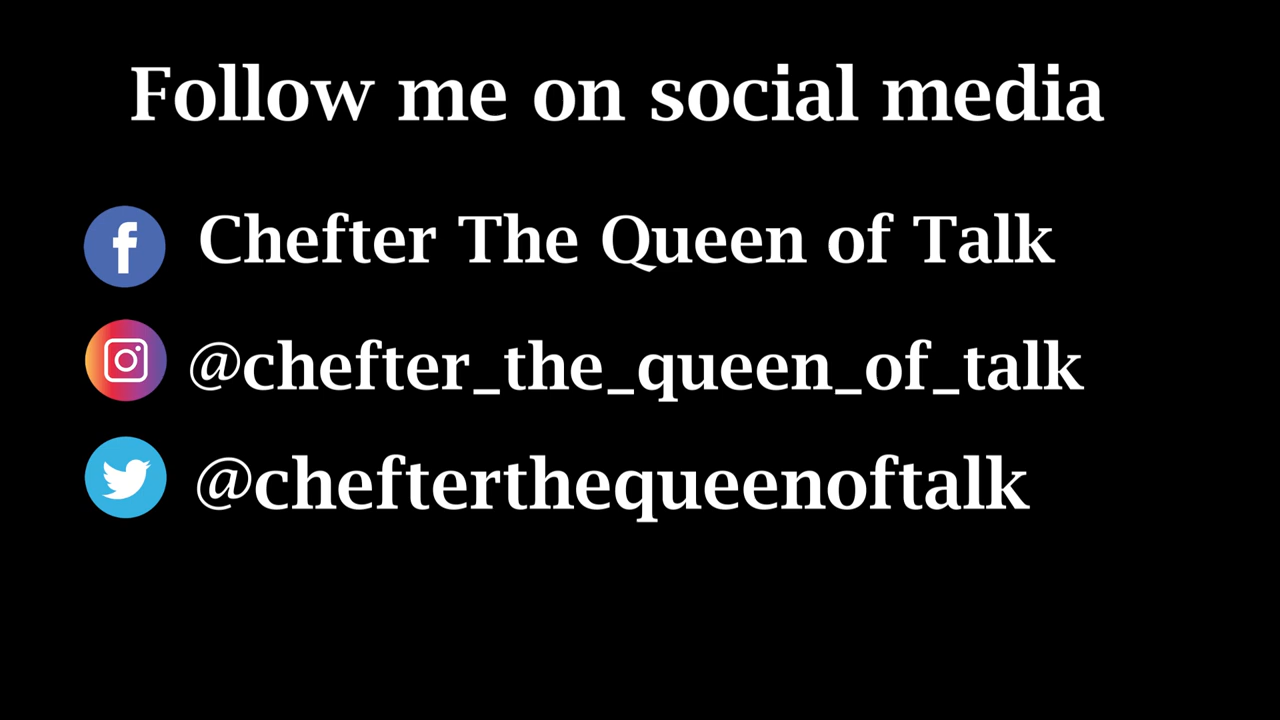 Follow me on social media
Chefter The Queen of Talk
@chefter_the_queen_of_talk
@chefterthequeenoftalk